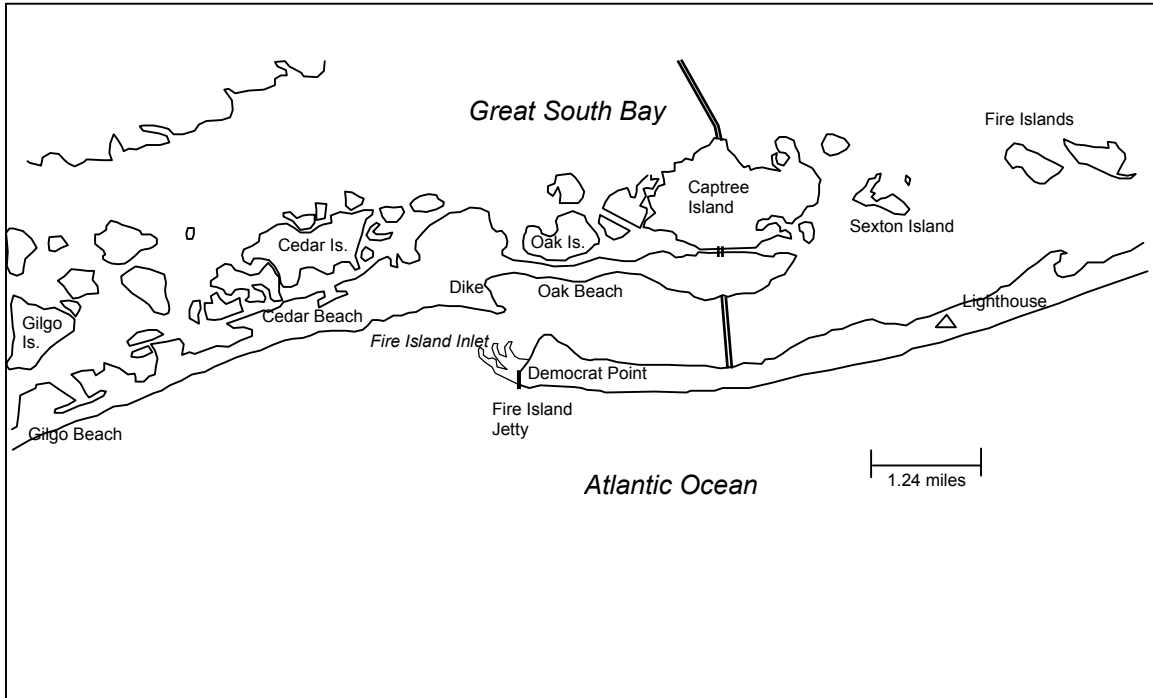 Great South Bay
Fire Islands
Captree
Island
Sexton Island
Cedar Is.
Oak Is.
Dike
Oak Beach
Lighthouse
Gilgo
Is.
Cedar Beach
Fire Island Inlet
Democrat Point
Fire Island
Jetty
Gilgo Beach
Atlantic Ocean
1.24 miles